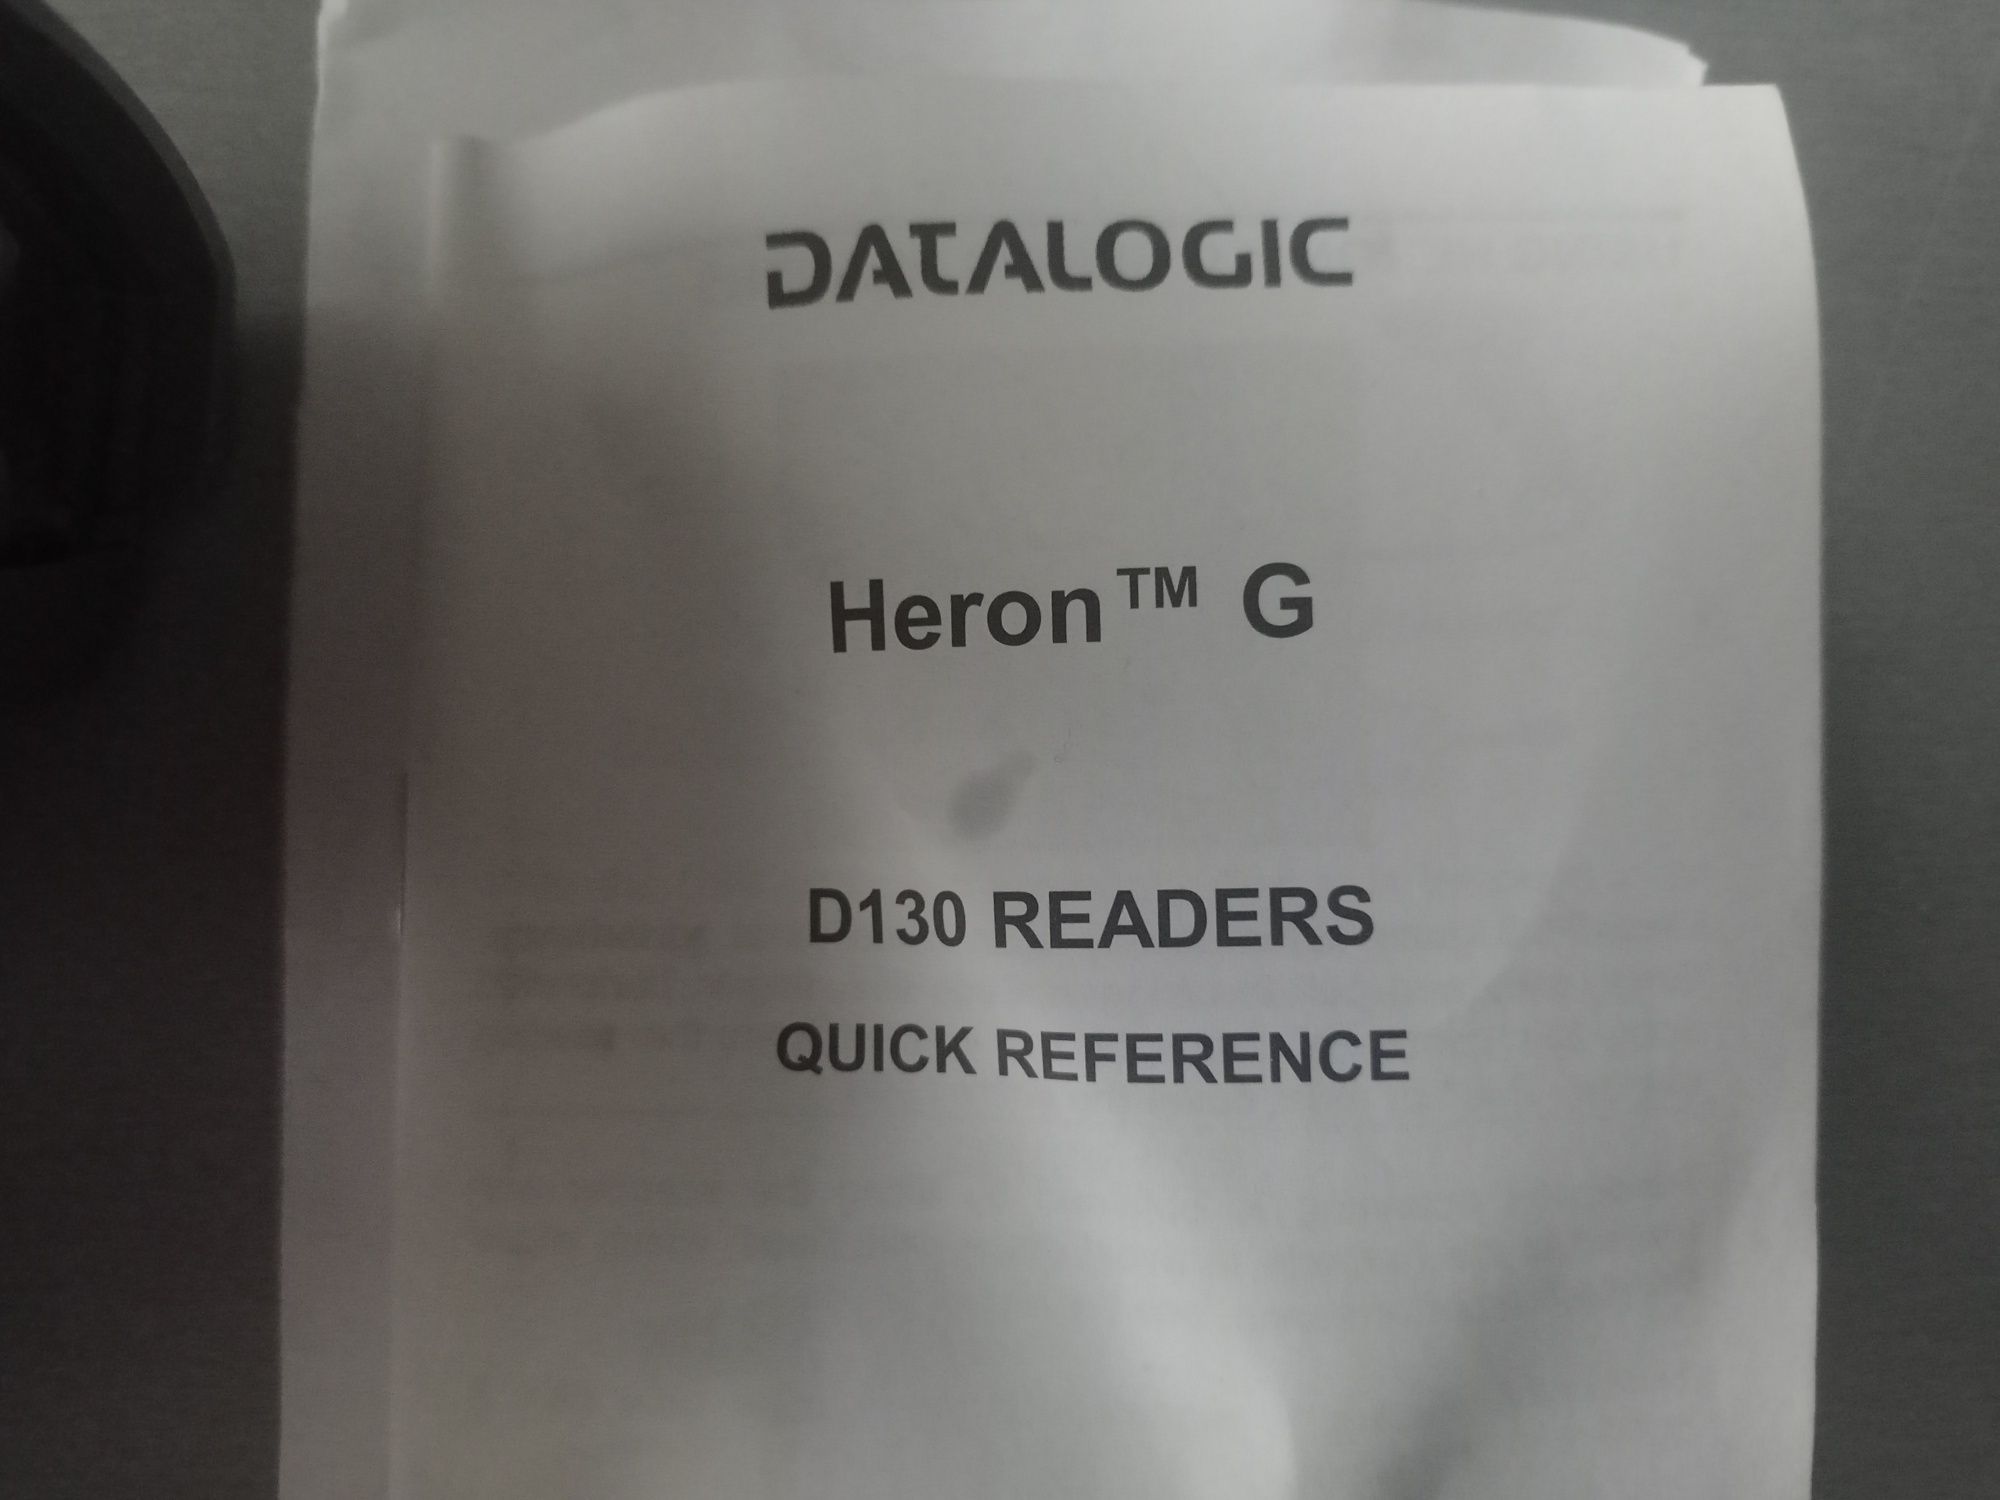 DATALOGIC
Heron™ G
D130 READERS
QUICK REFERENCE